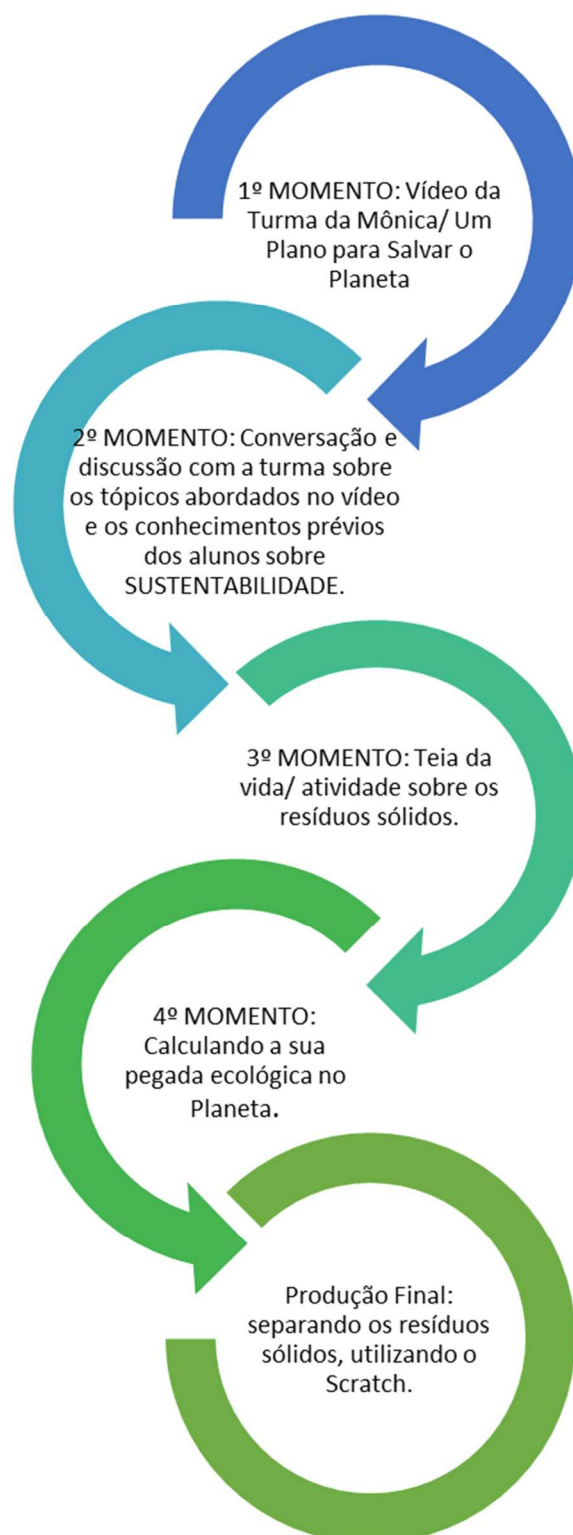 1º MOMENTO: Vídeo da
Turma da Mônica/ Um
Plano para Salvar o
Planeta
2º MOMENTO: Conversação e
discussão com a turma sobre
os tópicos abordados no vídeo
e os conhecimentos prévios
dos alunos sobre
SUSTENTABILIDADE.
3º MOMENTO: Teia da
vida/ atividade sobre os
resíduos sólidos.
4º MOMENTO:
Calculando a sua
pegada ecológica no
Planeta.
Produção Final:
separando os resíduos
sólidos, utilizando o
Scratch.